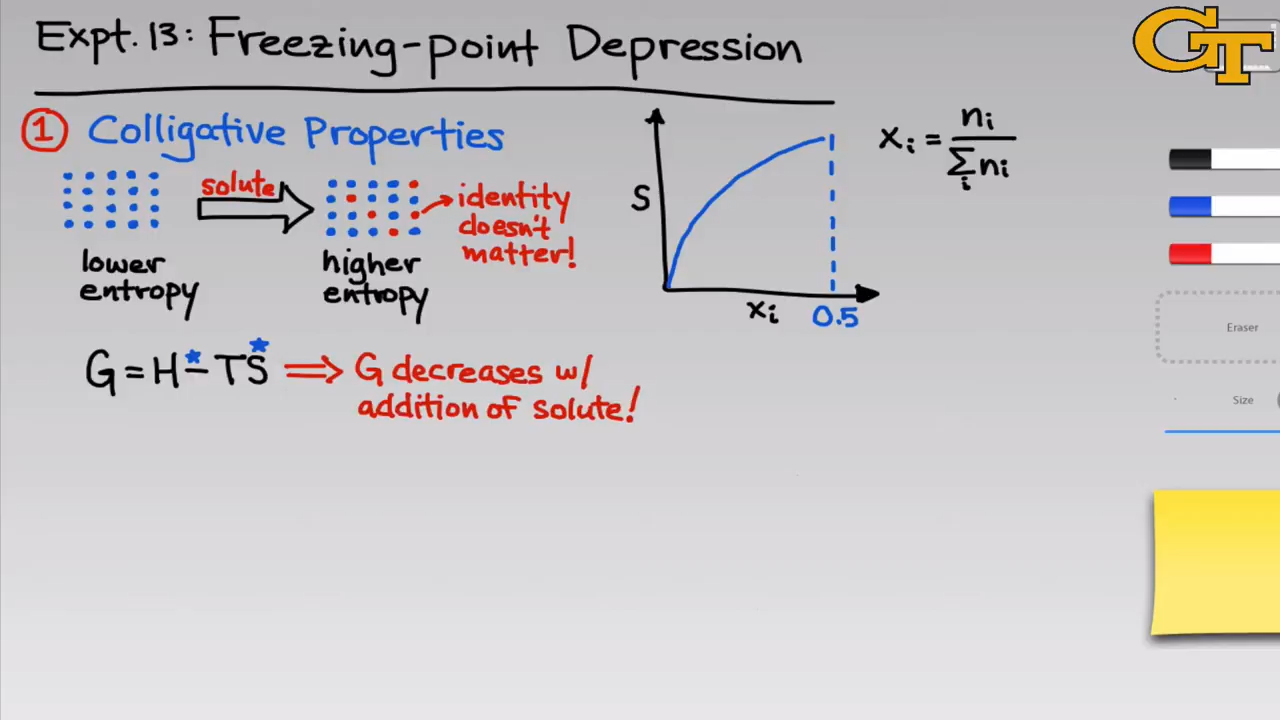 Expt. 13: Freezing-point Depression
GT
1 Colligative Properties
solute
identity
doesn't
matter!
lower
entropy
higher
entropy
S
xᵢ
0.5
xᵢ = nᵢ / Σᵢ nᵢ
G = H* - TS* ⟹ G decreases w/
addition of solute!
Eraser
Size